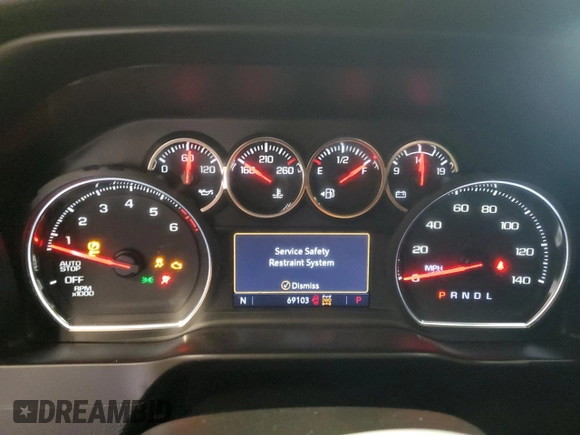 60
0 120
210
160 260
1/2
E F
14
9 19
1 2 3 4 5 6
AUTO
STOP
OFF
RPM
x1000
Service Safety
Restraint System
Dismiss
N 69103 P
0 20 40 60 80 100 120 140
MPH
P R N D L
DREAMBID